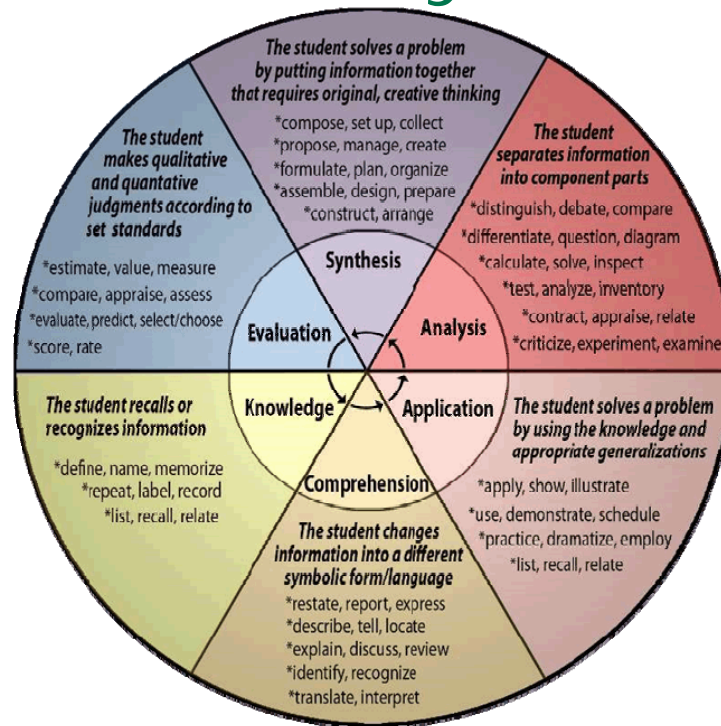 The student solves a problem
by putting information together
that requires original, creative thinking
*compose, set up, collect
*propose, manage, create
*formulate, plan, organize
*assemble, design, prepare
*construct, arrange
Synthesis
The student
separates information
into component parts
*distinguish, debate, compare
*differentiate, question, diagram
*calculate, solve, inspect
*test, analyze, inventory
*contract, appraise, relate
*criticize, experiment, examine
Analysis
The student solves a problem
by using the knowledge and
appropriate generalizations
*apply, show, illustrate
*use, demonstrate, schedule
*practice, dramatize, employ
*list, recall, relate
Application
Comprehension
The student changes
information into a different
symbolic form/language
*restate, report, express
*describe, tell, locate
*explain, discuss, review
*identify, recognize
*translate, interpret
Knowledge
The student recalls or
recognizes information
*define, name, memorize
*repeat, label, record
*list, recall, relate
The student
makes qualitative
and quantative
judgments according to
set standards
*estimate, value, measure
*compare, appraise, assess
*evaluate, predict, select/choose
*score, rate
Evaluation